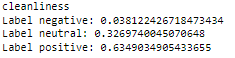 cleanliness
Label negative: 0.038122426718473434
Label neutral: 0.3269740045070648
Label positive: 0.6349034905433655